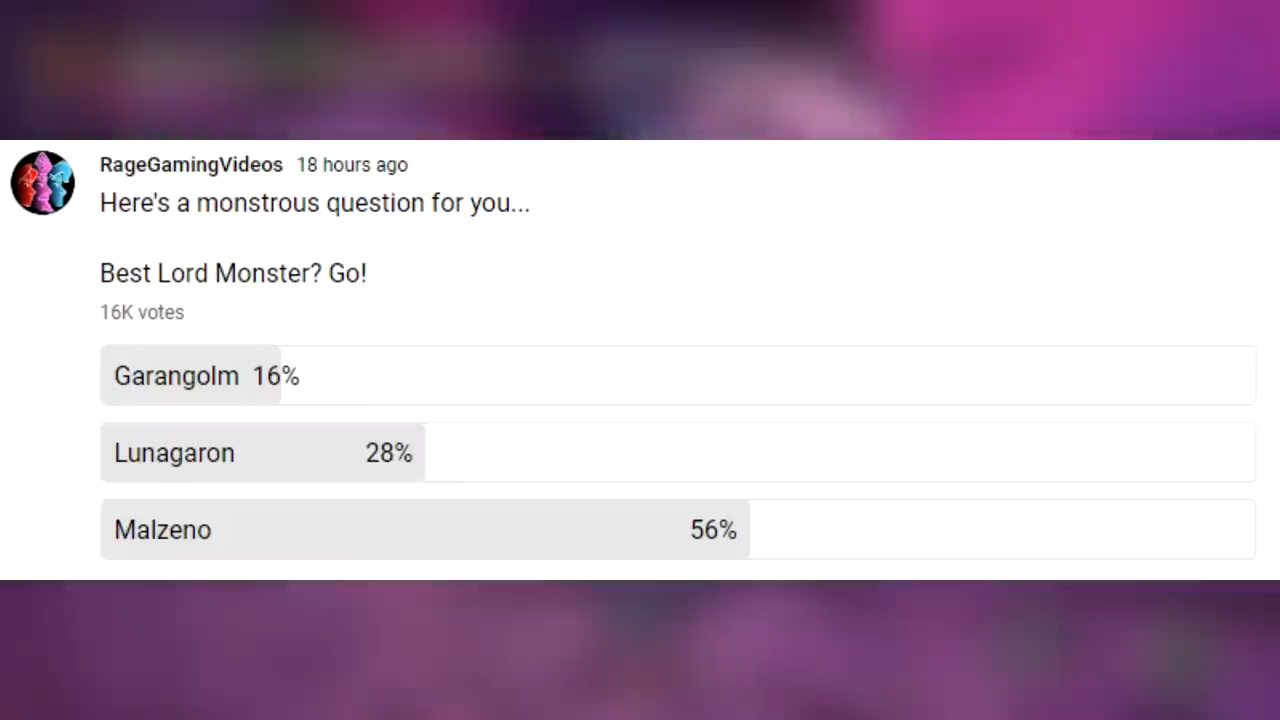 RageGamingVideos 18 hours ago
Here's a monstrous question for you...
Best Lord Monster? Go!
16K votes
Garangolm 16%
Lunagaron 28%
Malzeno 56%